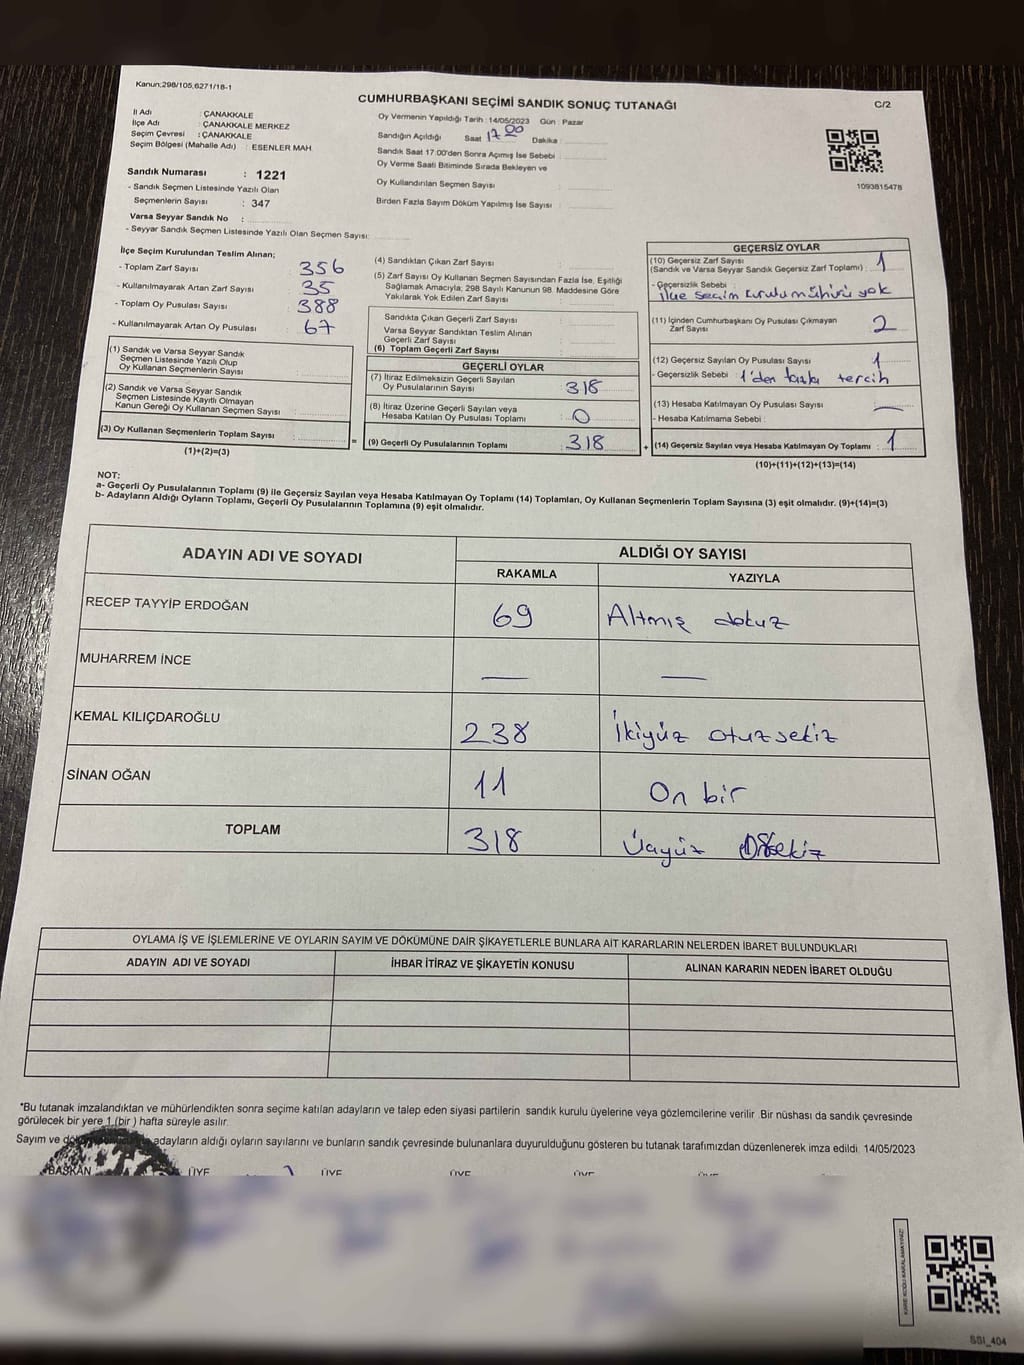 Kanun:298/105,6271/18-1
CUMHURBAŞKANI SEÇİMİ SANDIK SONUÇ TUTANAĞI
C/2
İl Adı : ÇANAKKALE
İlçe Adı : ÇANAKKALE MERKEZ
Seçim Çevresi : ÇANAKKALE
Seçim Bölgesi (Mahalle Adı) : ESENLER MAH.
Sandık Numarası : 1221
- Sandık Seçmen Listesinde Yazılı Olan
Seçmenlerin Sayısı : 347
Varsa Seyyar Sandık No :
- Seyyar Sandık Seçmen Listesinde Yazılı Olan Seçmen Sayısı:
Oy Vermenin Yapıldığı Tarih : 14/05/2023 Gün : Pazar
Sandığın Açıldığı Saat 17 00 Dakika :
Sandık Saat 17:00'den Sonra Açımış İse Sebebi :
Oy Verme Saati Bitiminde Sırada Bekleyen ve
Oy Kullandırılan Seçmen Sayısı :
Birden Fazla Sayım Döküm Yapılmış İse Sayısı :
1093815478
İlçe Seçim Kurulundan Teslim Alınan;
- Toplam Zarf Sayısı : 356
- Kullanılmayarak Artan Zarf Sayısı : 35
- Toplam Oy Pusulası Sayısı : 388
- Kullanılmayarak Artan Oy Pusulası : 67
(1) Sandık ve Varsa Seyyar Sandık
Seçmen Listesinde Yazılı Olup
Oy Kullanan Seçmenlerin Sayısı :
(2) Sandık ve Varsa Seyyar Sandık
Seçmen Listesinde Kayıtlı Olmayan
Kanun Gereği Oy Kullanan Seçmen Sayısı :
(3) Oy Kullanan Seçmenlerin Toplam Sayısı :
(1)+(2)=(3)
(4) Sandıktan Çıkan Zarf Sayısı :
(5) Zarf Sayısı Oy Kullanan Seçmen Sayısından Fazla İse, Eşitliği
Sağlamak Amacıyla; 298 Sayılı Kanunun 98. Maddesine Göre
Yakılarak Yok Edilen Zarf Sayısı :
Sandıkta Çıkan Geçerli Zarf Sayısı :
Varsa Seyyar Sandıktan Teslim Alınan
Geçerli Zarf Sayısı :
(6) Toplam Geçerli Zarf Sayısı :
GEÇERLİ OYLAR
(7) İtiraz Edilmeksizin Geçerli Sayılan
Oy Pusulalarının Sayısı : 318
(8) İtiraz Üzerine Geçerli Sayılan veya
Hesaba Katılan Oy Pusulası Toplamı : 0
= (9) Geçerli Oy Pusulalarının Toplamı : 318
GEÇERSİZ OYLAR
(10) Geçersiz Zarf Sayısı
(Sandık ve Varsa Seyyar Sandık Geçersiz Zarf Toplamı) : 1
- Geçersizlik Sebebi :
ilçe seçim kurulu mühürü yok
(11) İçinden Cumhurbaşkanı Oy Pusulası Çıkmayan
Zarf Sayısı : 2
(12) Geçersiz Sayılan Oy Pusulası Sayısı : 1
- Geçersizlik Sebebi : 1'den fazla tercih
(13) Hesaba Katılmayan Oy Pusulası Sayısı : —
- Hesaba Katılmama Sebebi :
+ (14) Geçersiz Sayılan veya Hesaba Katılmayan Oy Toplamı : 1
(10)+(11)+(12)+(13)=(14)
NOT:
a- Geçerli Oy Pusulalarının Toplamı (9) ile Geçersiz Sayılan veya Hesaba Katılmayan Oy Toplamı (14) Toplamları, Oy Kullanan Seçmenlerin Toplam Sayısına (3) eşit olmalıdır. (9)+(14)=(3)
b- Adayların Aldığı Oyların Toplamı, Geçerli Oy Pusulalarının Toplamına (9) eşit olmalıdır.
ADAYIN ADI VE SOYADI
ALDIĞI OY SAYISI
RAKAMLA YAZIYLA
RECEP TAYYİP ERDOĞAN 69 Altmış dokuz
MUHARREM İNCE — —
KEMAL KILIÇDAROĞLU 238 İkiyüz otuzsekiz
SİNAN OĞAN 11 On bir
TOPLAM 318 Üçyüz
OYLAMA İŞ VE İŞLEMLERİNE VE OYLARIN SAYIM VE DÖKÜMÜNE DAİR ŞİKAYETLERLE BUNLARA AİT KARARLARIN NELERDEN İBARET BULUNDUKLARI
ADAYIN ADI VE SOYADI İHBAR İTİRAZ VE ŞİKAYETİN KONUSU ALINAN KARARIN NEDEN İBARET OLDUĞU
*Bu tutanak imzalandıktan ve mühürlendikten sonra seçime katılan adayların ve talep eden siyasi partilerin sandık kurulu üyelerine veya gözlemcilerine verilir. Bir nüshası da sandık çevresinde
görülecek bir yere 1 (bir ) hafta süreyle asılır.
Sayım ve adayların aldığı oyların sayılarını ve bunların sandık çevresinde bulunanlara duyurulduğunu gösteren bu tutanak tarafımızdan düzenlenerek imza edildi. 14/05/2023
BAŞKAN ÜYE ÜYE ÜYE ÜYE ÜYE
KARE KODU KARALAMAYINIZ!
SSI_404